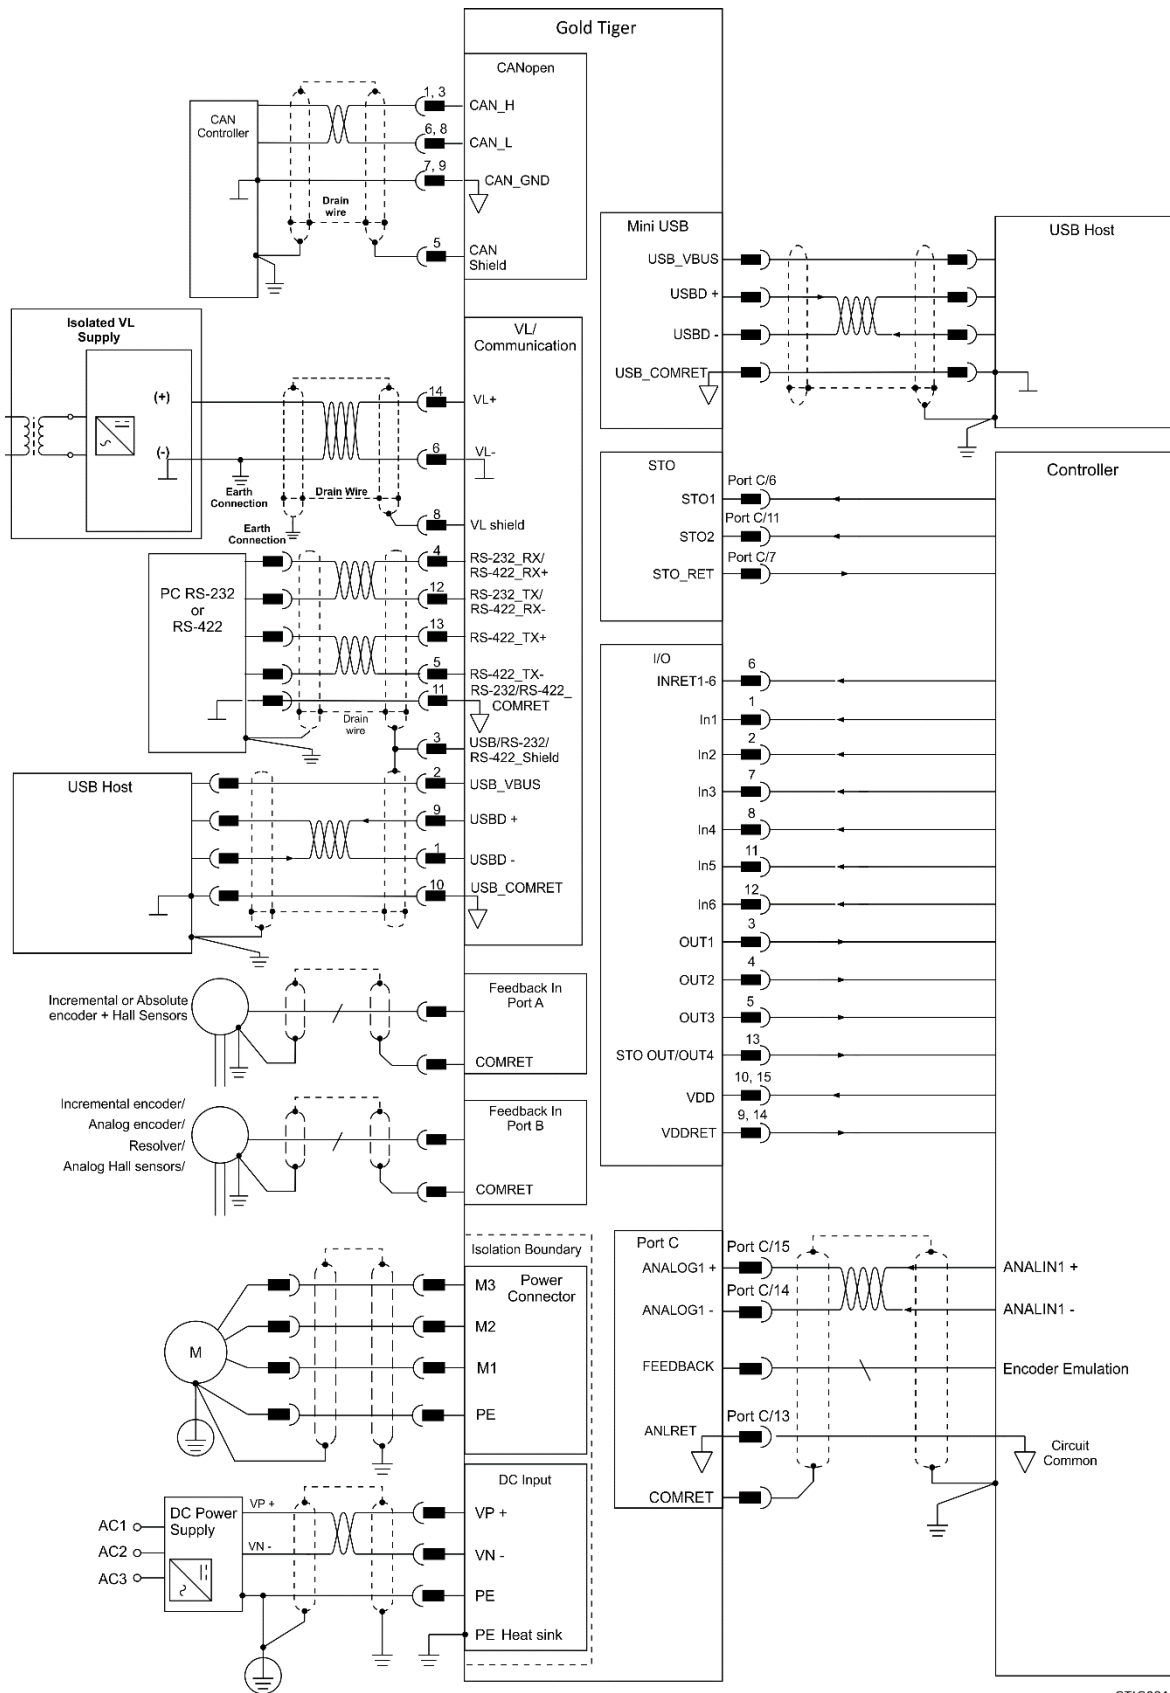 Gold Tiger
CANopen
CAN
Controller
1, 3
CAN_H
6, 8
CAN_L
7, 9
CAN_GND
Drain
wire
5
CAN
Shield
Mini USB
USB_VBUS
USBD +
USBD -
USB_COMRET
USB Host
Isolated VL
Supply
(+)
(-)
VL/
Communication
14
VL+
6
VL-
Earth
Connection
Drain Wire
8
VL shield
Earth
Connection
PC RS-232
or
RS-422
4
RS-232_RX/
RS-422_RX+
12
RS-232_TX/
RS-422_RX-
13
RS-422_TX+
5
RS-422_TX-
11
RS-232/RS-422_
COMRET
Drain
wire
3
USB/RS-232/
RS-422_Shield
USB Host
2
USB_VBUS
9
USBD +
1
USBD -
10
USB_COMRET
STO
Controller
Port C/6
STO1
Port C/11
STO2
Port C/7
STO_RET
I/O
6
INRET1-6
1
In1
2
In2
7
In3
8
In4
11
In5
12
In6
3
OUT1
4
OUT2
5
OUT3
13
STO OUT/OUT4
10, 15
VDD
9, 14
VDDRET
Incremental or Absolute
encoder + Hall Sensors
Feedback In
Port A
COMRET
Incremental encoder/
Analog encoder/
Resolver/
Analog Hall sensors/
Feedback In
Port B
COMRET
Isolation Boundary
Power
Connector
M
M3
M2
M1
PE
Port C
Port C/15
ANALOG1 +
ANALIN1 +
Port C/14
ANALOG1 -
ANALIN1 -
FEEDBACK
Encoder Emulation
Port C/13
ANLRET
Circuit
Common
COMRET
DC Input
DC Power
Supply
AC1
AC2
AC3
VP +
VN -
VP +
VN -
PE
PE Heat sink